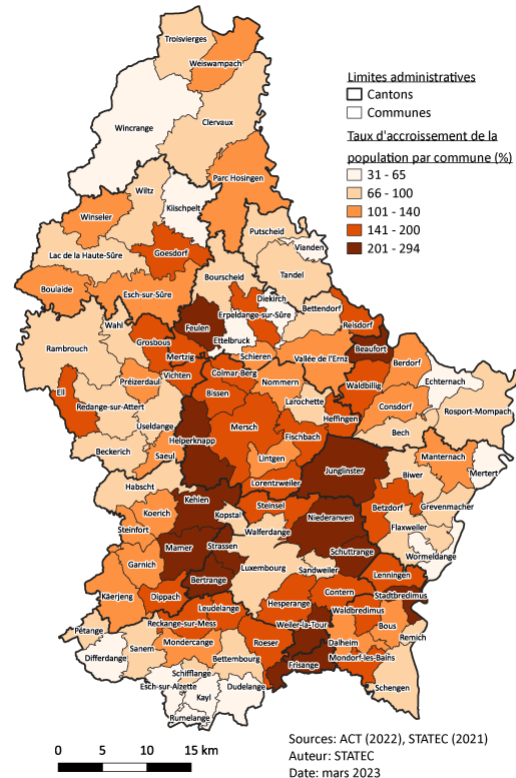 Troisvierges
Weiswampach
Limites administratives
Cantons
Communes
Taux d'accroissement de la
population par commune (%)
31 - 65
66 - 100
101 - 140
141 - 200
201 - 294
Wincrange
Clervaux
Parc Hosingen
Wiltz
Kiischpelt
Winseler
Putscheid
Vianden
Goesdorf
Lac de la Haute-Sûre
Tandel
Bourscheid
Boulaide
Esch-sur-Sûre
Diekirch
Erpeldange-sur-Sûre
Bettendorf
Reisdorf
Wahl
Feulen
Grosbous
Ettelbruck
Beaufort
Rambrouch
Mertzig
Schieren
Vallée de l'Ernz
Berdorf
Vichten
Colmar-Berg
Préizerdaul
Nommern
Waldbillig
Echternach
Ell
Bissen
Redange-sur-Attert
Larochette
Consdorf
Rosport-Mompach
Heffingen
Useldange
Mersch
Fischbach
Bech
Helperknapp
Beckerich
Saeul
Lintgen
Manternach
Junglinster
Biwer
Mertert
Habscht
Lorentzweiler
Kehlen
Steinsel
Betzdorf
Grevenmacher
Koerich
Kopstal
Niederanven
Flaxweiler
Steinfort
Walferdange
Mamer
Strassen
Schuttrange
Wormeldange
Garnich
Luxembourg
Sandweiler
Bertrange
Lenningen
Käerjeng
Dippach
Contern
Stadtbredimus
Leudelange
Hesperange
Waldbredimus
Reckange-sur-Mess
Weiler-la-Tour
Bous
Pétange
Remich
Mondercange
Roeser
Dalheim
Sanem
Mondorf-les-Bains
Differdange
Bettembourg
Frisange
Schifflange
Schengen
Esch-sur-Alzette
Dudelange
Kayl
Rumelange
0 5 10 15 km
Sources: ACT (2022), STATEC (2021)
Auteur: STATEC
Date: mars 2023